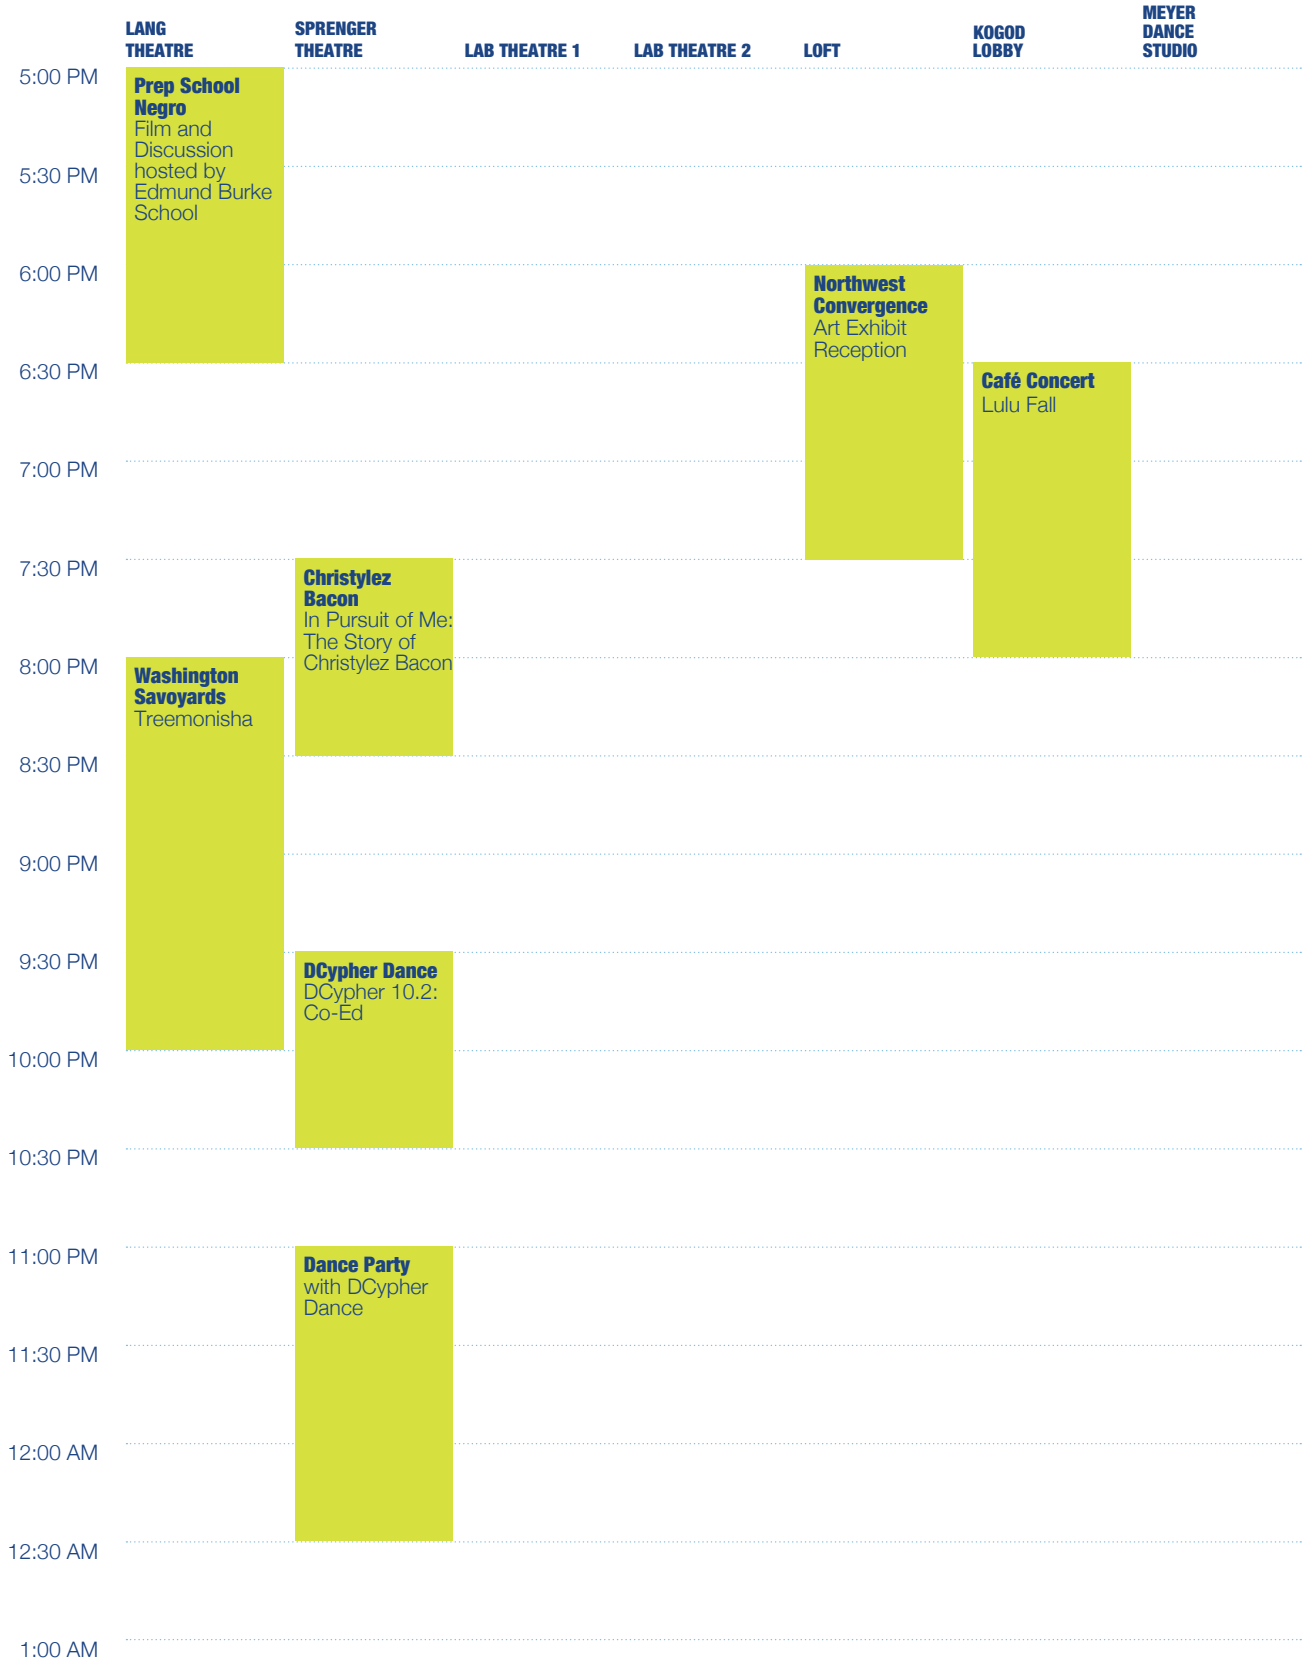 LANG
THEATRE
SPRENGER
THEATRE
LAB THEATRE 1
LAB THEATRE 2
LOFT
KOGOD
LOBBY
MEYER
DANCE
STUDIO
5:00 PM
Prep School
Negro
Film and
Discussion
hosted by
Edmund Burke
School
5:30 PM
6:00 PM
Northwest
Convergence
Art Exhibit
Reception
6:30 PM
Café Concert
Lulu Fall
7:00 PM
7:30 PM
Christylez
Bacon
In Pursuit of Me:
The Story of
Christylez Bacon
8:00 PM
Washington
Savoyards
Treemonisha
8:30 PM
9:00 PM
9:30 PM
DCypher Dance
DCypher 10.2:
Co-Ed
10:00 PM
10:30 PM
11:00 PM
Dance Party
with DCypher
Dance
11:30 PM
12:00 AM
12:30 AM
1:00 AM